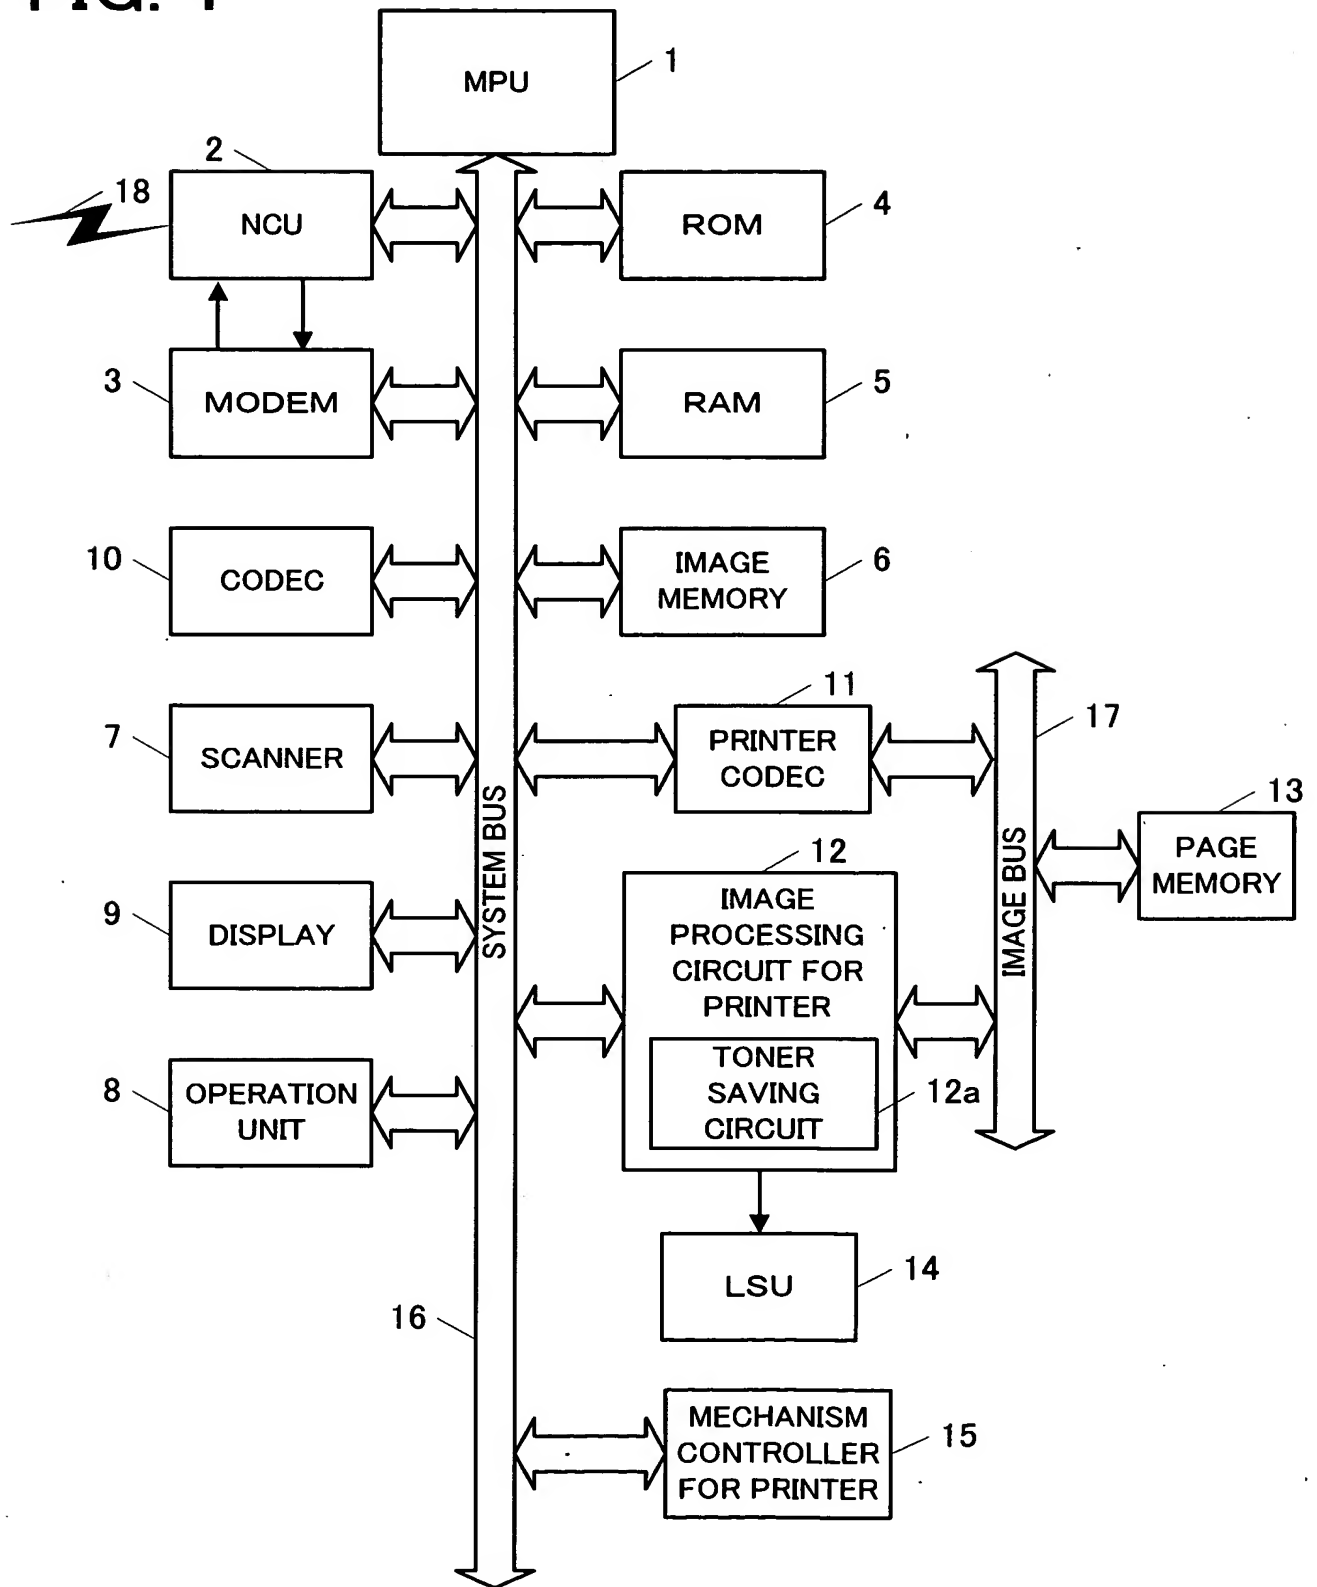 MPU
1
2
18
NCU
ROM
4
3
MODEM
RAM
5
10
CODEC
IMAGE
MEMORY
6
7
SCANNER
11
PRINTER
CODEC
17
13
PAGE
MEMORY
SYSTEM BUS
IMAGE BUS
9
DISPLAY
12
IMAGE
PROCESSING
CIRCUIT FOR
PRINTER
TONER
SAVING
CIRCUIT
12a
8
OPERATION
UNIT
LSU
14
16
MECHANISM
CONTROLLER
FOR PRINTER
15